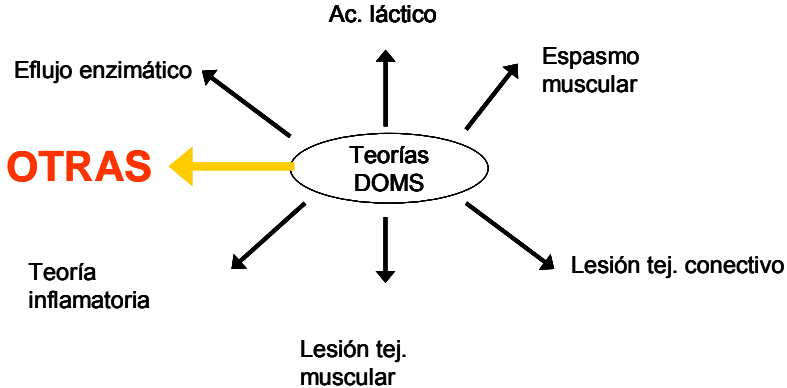 Ac. láctico
Eflujo enzimático
Espasmo
muscular
OTRAS
Teorías
DOMS
Teoría
inflamatoria
Lesión tej. conectivo
Lesión tej.
muscular